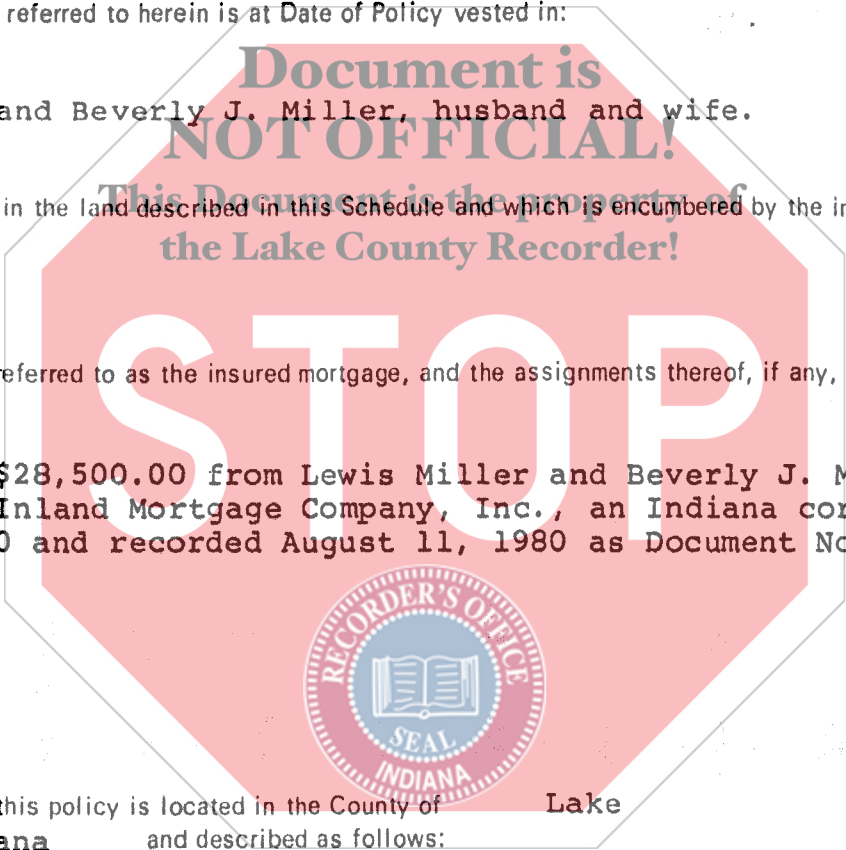 referred to herein is at Date of Policy vested in:
Document is
and Beverly J. Miller, husband and wife.
NOT OFFICIAL!
This Document is the property of
in the land described in this Schedule and which is encumbered by the in
the Lake County Recorder!
STOP
eferred to as the insured mortgage, and the assignments thereof, if any,
$28,500.00 from Lewis Miller and Beverly J. M
Inland Mortgage Company, Inc., an Indiana cor
0 and recorded August 11, 1980 as Document No
RECORDER'S OFFICE
SEAL
INDIANA
this policy is located in the County of Lake
ana and described as follows: